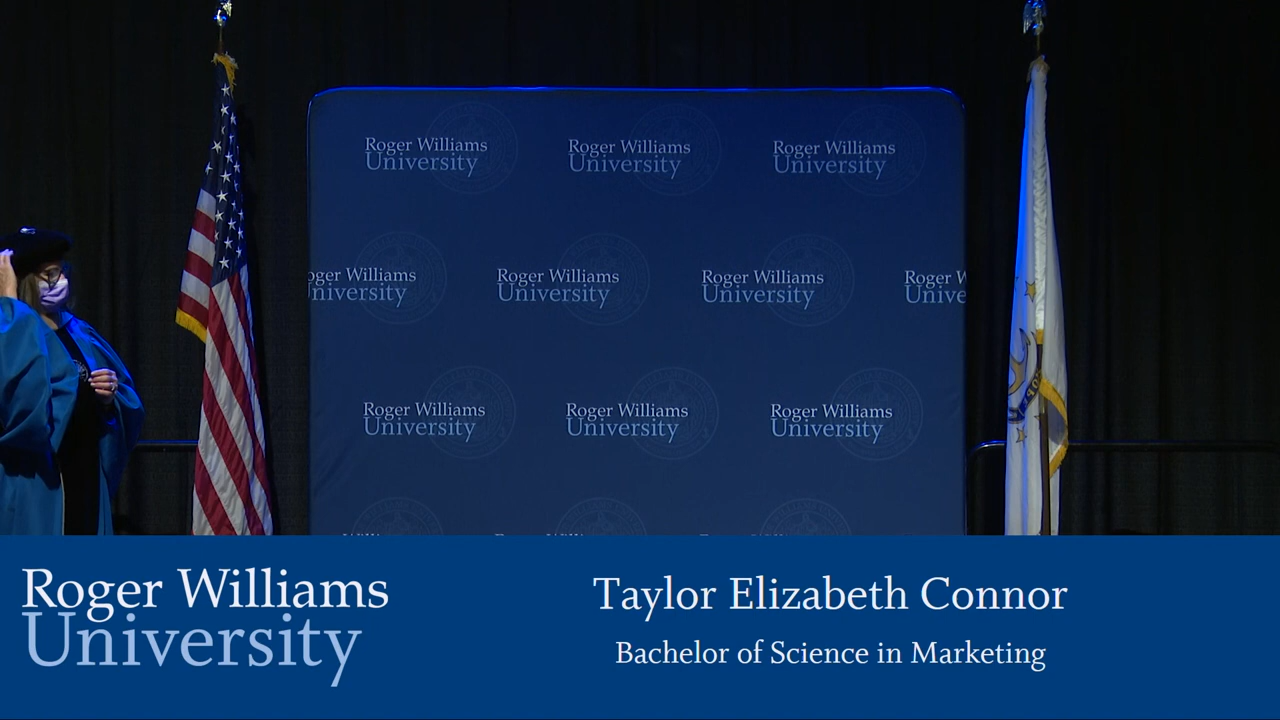 Roger Williams
University
Roger Williams
University
Roger Williams
University
oger Williams
University
Roger Williams
University
Roger Williams
University
Roger W
Unive
Roger Williams
University
Roger Williams
University
Roger Williams
University
Roger Williams
University
Taylor Elizabeth Connor
Bachelor of Science in Marketing